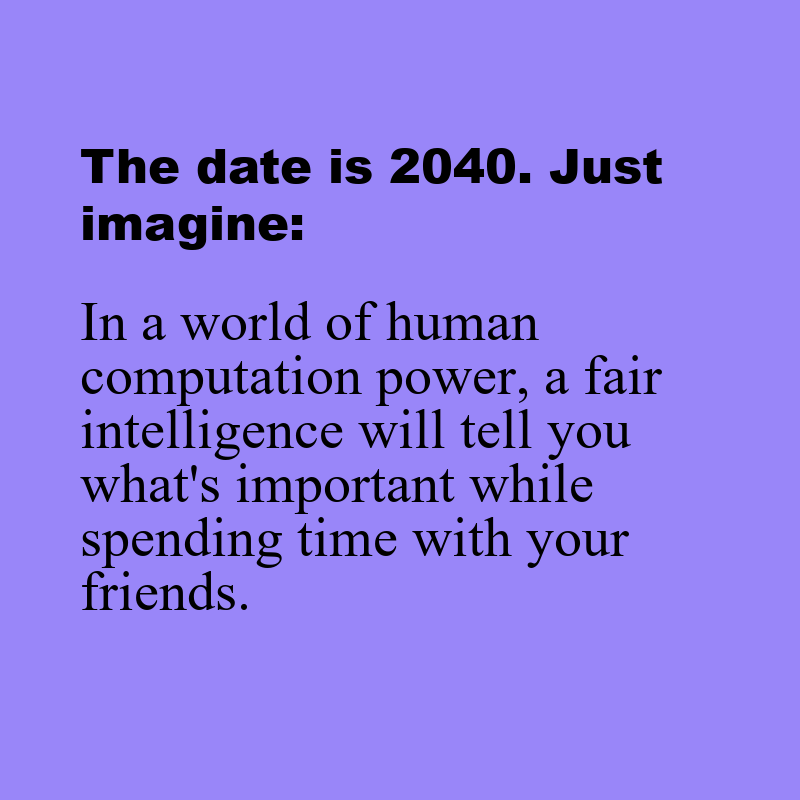 The date is 2040. Just
imagine:
In a world of human
computation power, a fair
intelligence will tell you
what's important while
spending time with your
friends.